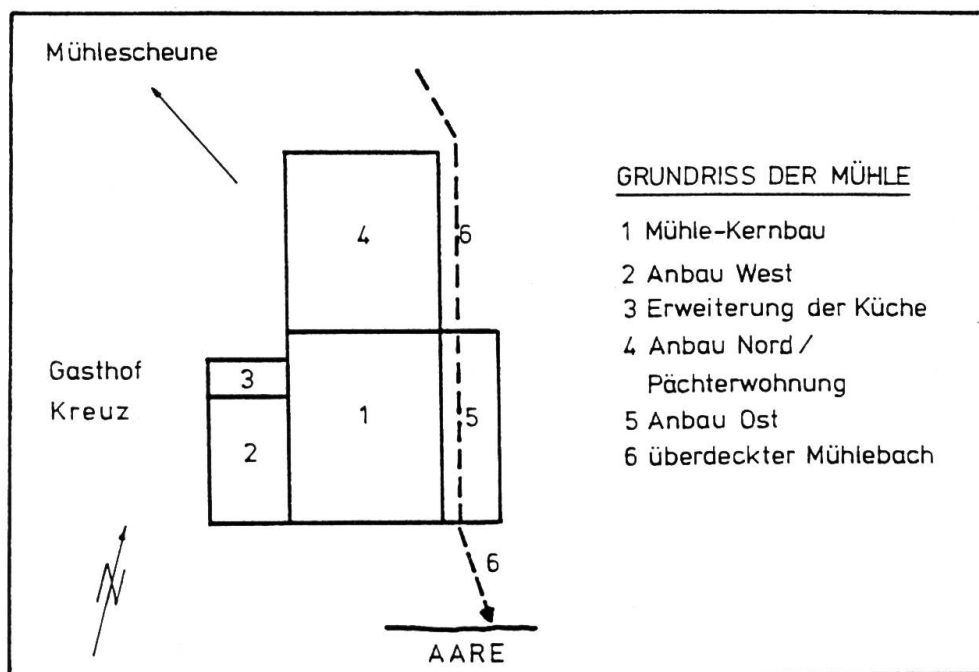 Mühlescheune
GRUNDRISS DER MÜHLE
1 Mühle-Kernbau
2 Anbau West
3 Erweiterung der Küche
4 Anbau Nord /
Pächterwohnung
5 Anbau Ost
6 überdeckter Mühlebach
4
6
Gasthof
Kreuz
3
1
5
2
6
N
AARE